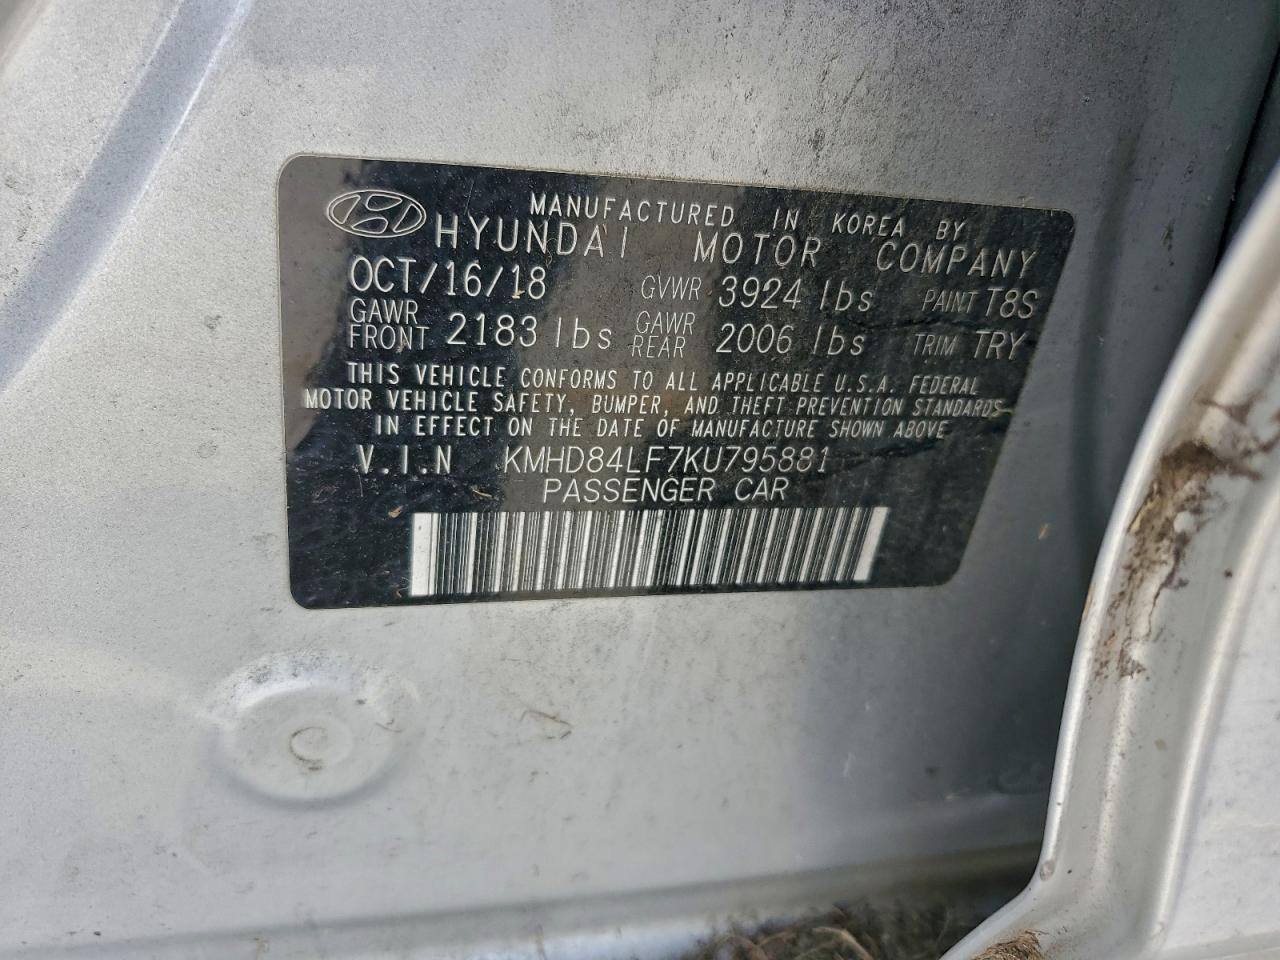 MANUFACTURED IN KOREA BY
HYUNDAI MOTOR COMPANY
OCT/16/18 GVWR 3924 lbs PAINT T8S
GAWR FRONT 2183 lbs GAWR REAR 2006 lbs TRIM TRY
THIS VEHICLE CONFORMS TO ALL APPLICABLE U.S.A. FEDERAL
MOTOR VEHICLE SAFETY, BUMPER, AND THEFT PREVENTION STANDARDS
IN EFFECT ON THE DATE OF MANUFACTURE SHOWN ABOVE
V.I.N KMHD84LF7KU795881
PASSENGER CAR